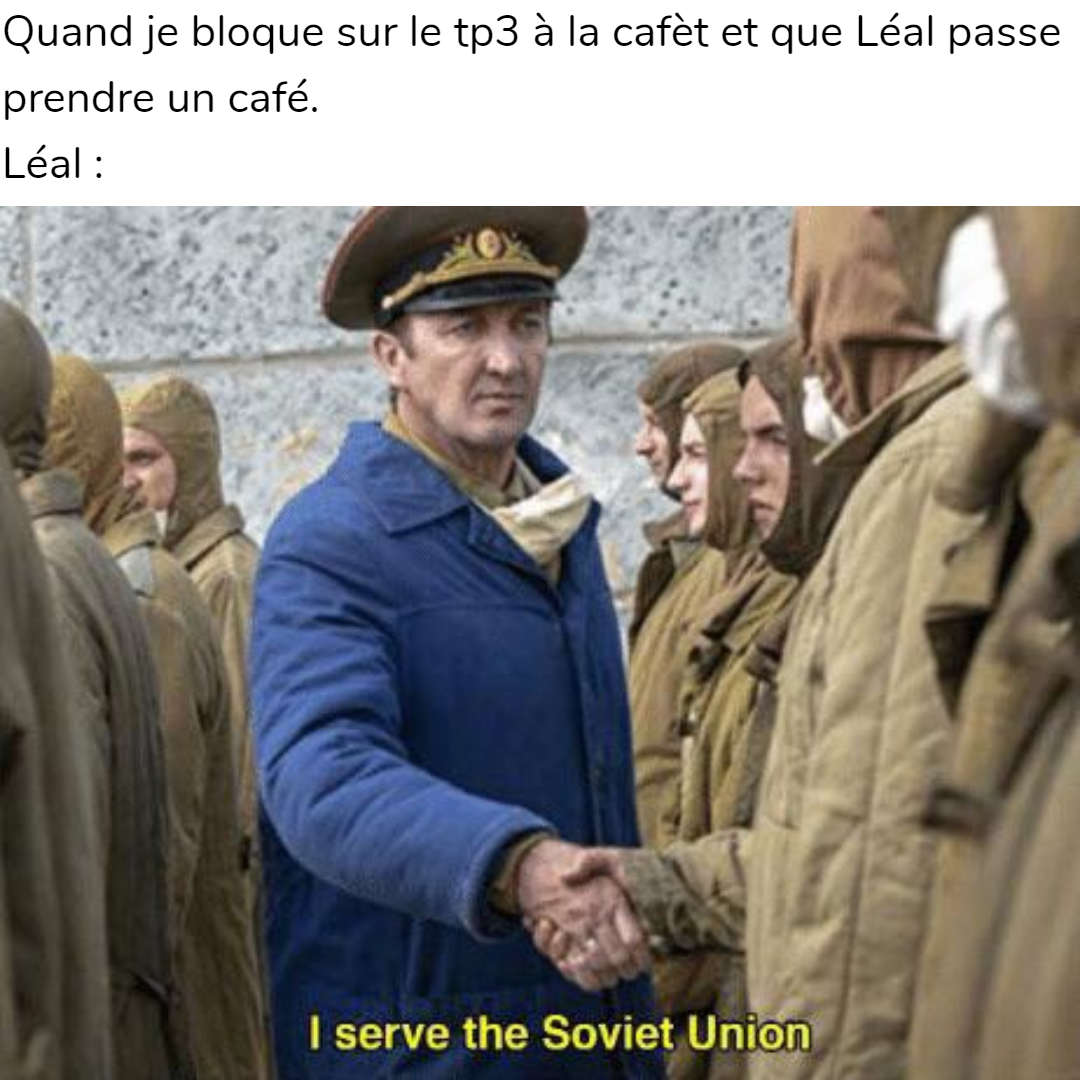 Quand je bloque sur le tp3 à la cafèt et que Léal passe
prendre un café.
Léal :
I serve the Soviet Union